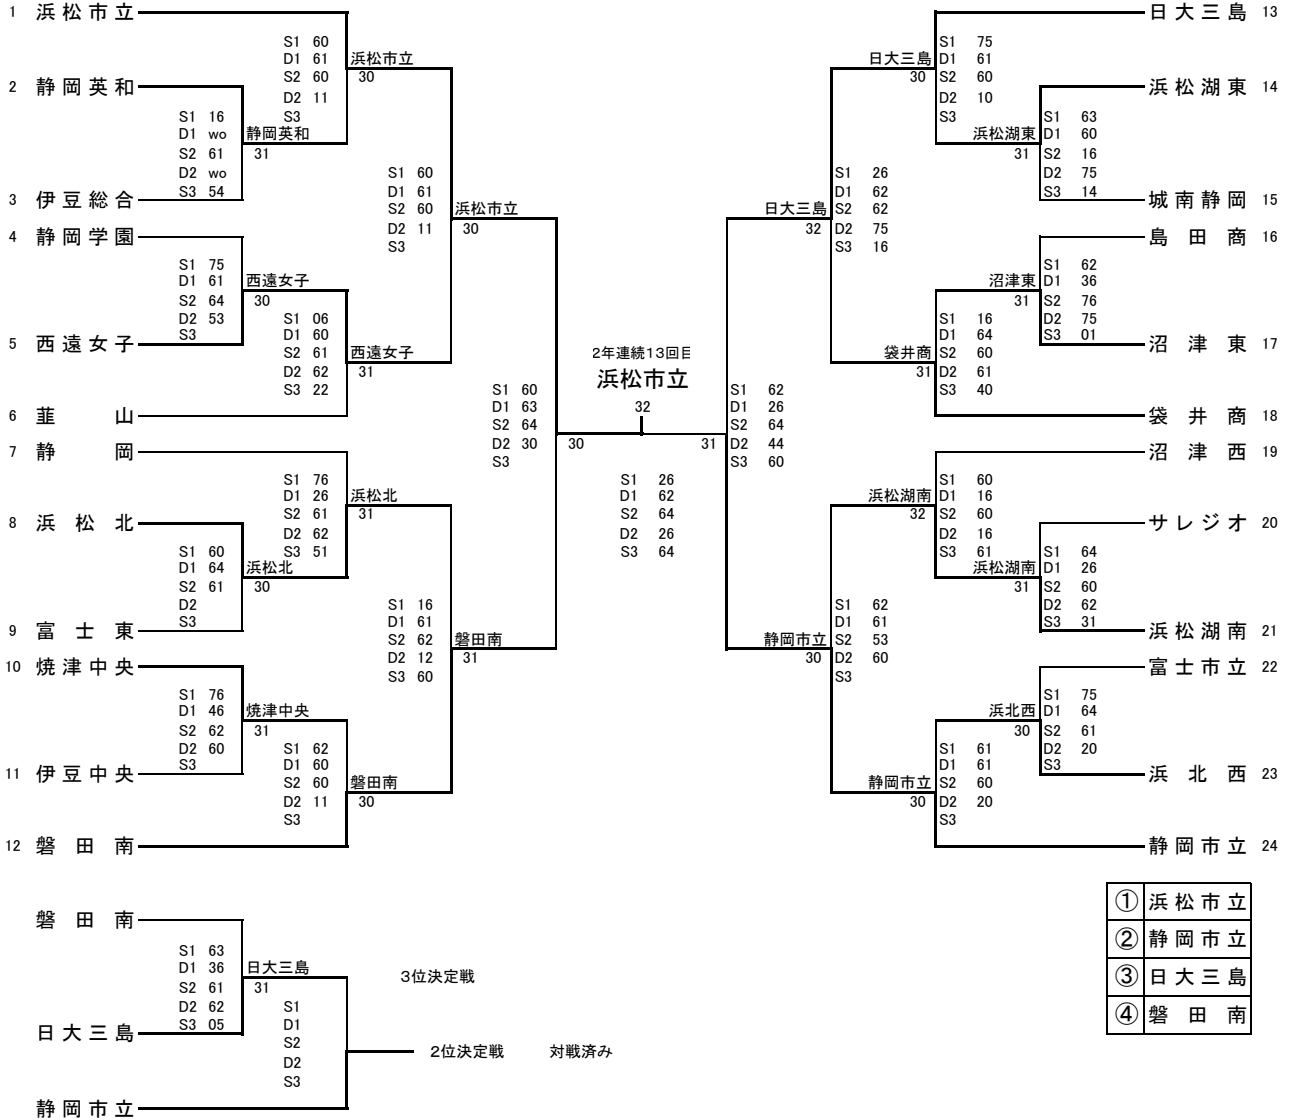 1 浜松市立
S1 60
D1 61
S2 60
D2 11
S3
浜松市立
30
2 静岡英和
S1 16
D1 wo
S2 61
D2 wo
S3 54
静岡英和
31
3 伊豆総合
S1 60
D1 61
S2 60
D2 11
S3
浜松市立
30
4 静岡学園
S1 75
D1 61
S2 64
D2 53
S3
西遠女子
30
5 西遠女子
S1 06
D1 60
S2 61
D2 62
S3 22
西遠女子
31
6 韮山
S1 60
D1 63
S2 64
D2 30
S3
30
7 静岡
S1 76
D1 26
S2 61
D2 62
S3 51
浜松北
31
8 浜松北
S1 60
D1 64
S2 61
D2
S3
浜松北
30
9 富士東
S1 16
D1 61
S2 62
D2 12
S3 60
磐田南
31
10 焼津中央
S1 76
D1 46
S2 62
D2 60
S3
焼津中央
31
11 伊豆中央
S1 62
D1 60
S2 60
D2 11
S3
磐田南
30
12 磐田南
2年連続13回目
浜松市立
32
S1 26
D1 62
S2 64
D2 26
S3 64
日大三島 13
日大三島
30
S1 75
D1 61
S2 60
D2 10
S3
浜松湖東 14
浜松湖東
31
S1 63
D1 60
S2 16
D2 75
S3 14
城南静岡 15
日大三島
32
S1 26
D1 62
S2 62
D2 75
S3 16
島田商 16
沼津東
31
S1 62
D1 36
S2 76
D2 75
S3 01
沼津東 17
袋井商
31
S1 16
D1 64
S2 60
D2 61
S3 40
袋井商 18
31
S1 62
D1 26
S2 64
D2 44
S3 60
沼津西 19
浜松湖南
32
S1 60
D1 16
S2 60
D2 16
S3 61
サレジオ 20
浜松湖南
31
S1 64
D1 26
S2 60
D2 62
S3 31
浜松湖南 21
静岡市立
30
S1 62
D1 61
S2 53
D2 60
S3
富士市立 22
浜北西
30
S1 75
D1 64
S2 61
D2 20
S3
浜北西 23
静岡市立
30
S1 61
D1 61
S2 60
D2 20
S3
静岡市立 24
磐田南
S1 63
D1 36
S2 61
D2 62
S3 05
日大三島
31
3位決定戦
日大三島
S1
D1
S2
D2
S3
2位決定戦 対戦済み
静岡市立
① 浜松市立
② 静岡市立
③ 日大三島
④ 磐田南